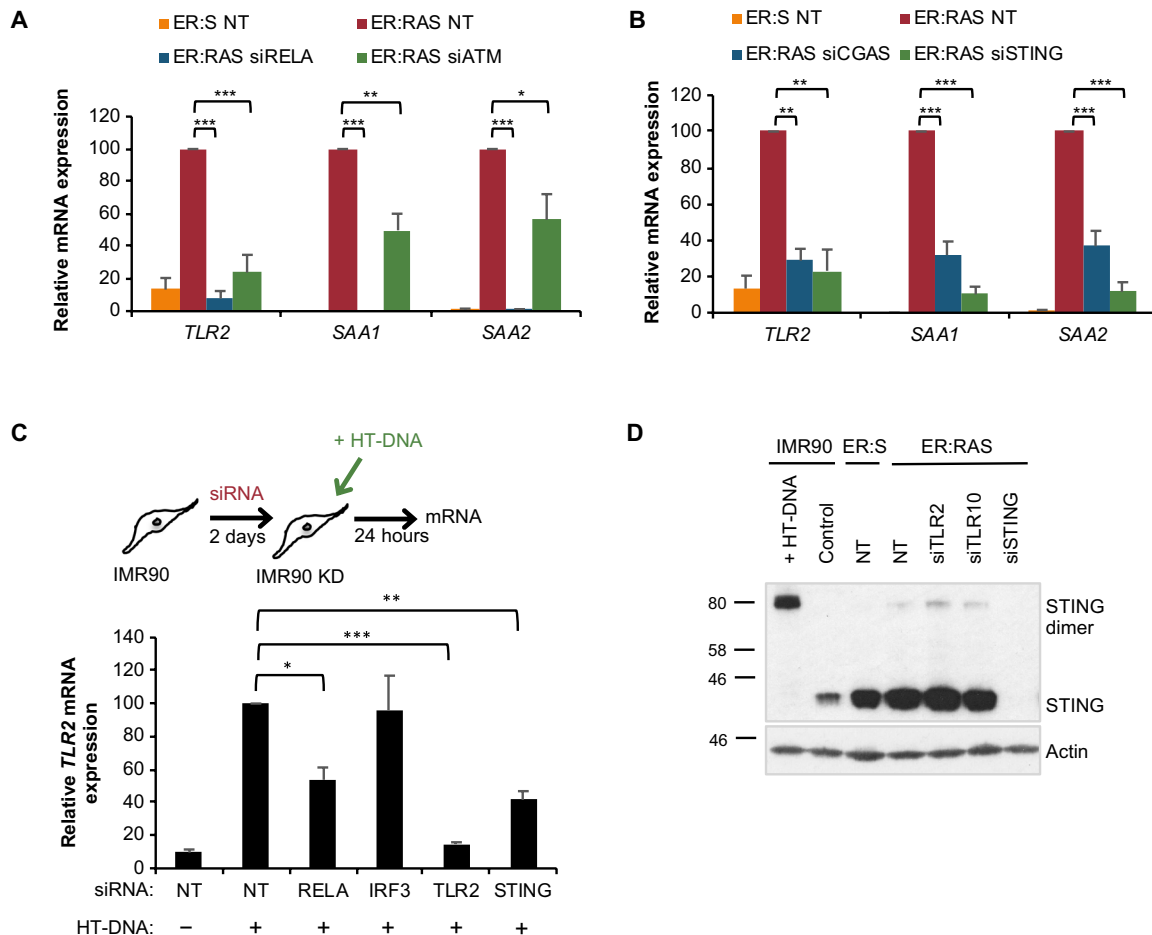 A
ER:S NT
ER:RAS NT
ER:RAS siRELA
ER:RAS siATM
Relative mRNA expression
120
100
80
60
40
20
0
***
***
**
***
*
***
TLR2
SAA1
SAA2
B
ER:S NT
ER:RAS NT
ER:RAS siCGAS
ER:RAS siSTING
Relative mRNA expression
120
100
80
60
40
20
0
**
**
***
***
***
***
TLR2
SAA1
SAA2
C
+ HT-DNA
siRNA
2 days
24 hours
mRNA
IMR90
IMR90 KD
Relative TLR2 mRNA
expression
140
120
100
80
60
40
20
0
**
***
*
siRNA: NT NT RELA IRF3 TLR2 STING
HT-DNA: – + + + + +
D
IMR90 ER:S ER:RAS
+ HT-DNA
Control
NT
NT
siTLR2
siTLR10
siSTING
80
58
46
46
STING
dimer
STING
Actin